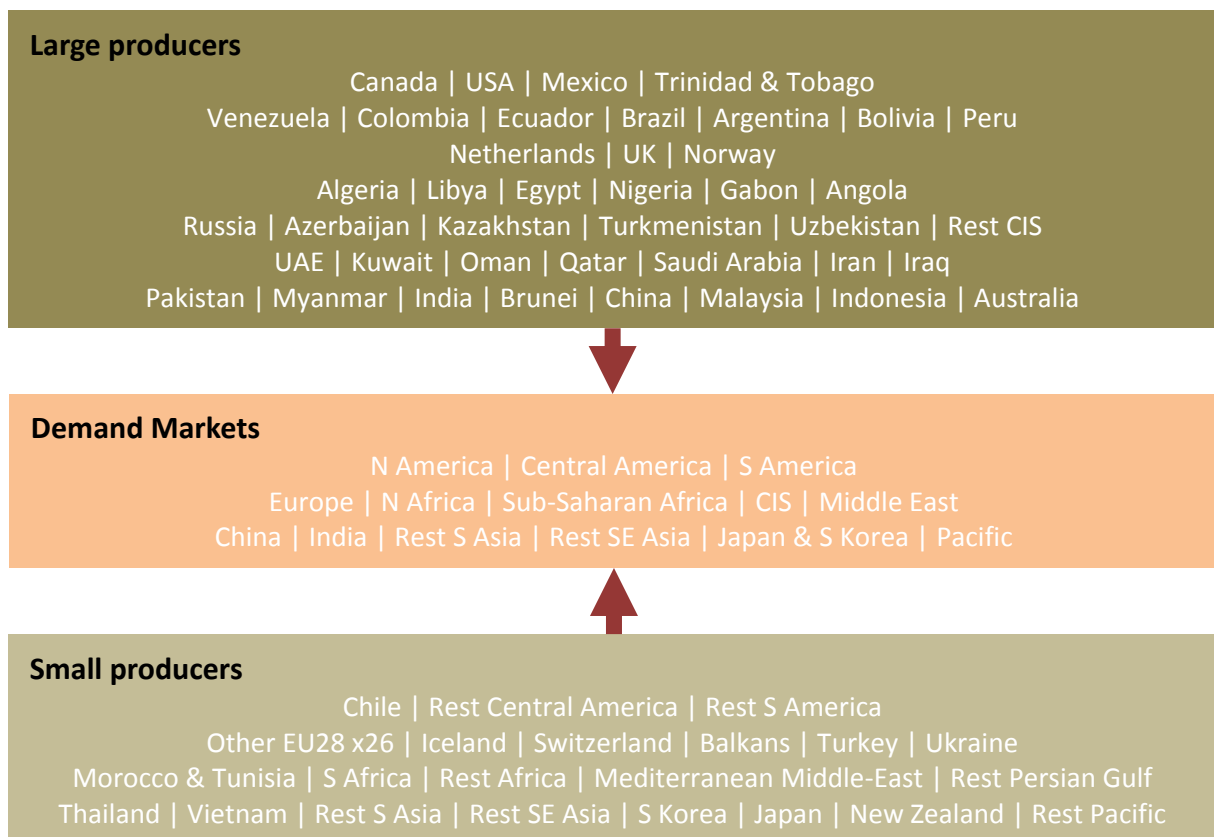 Large producers
Canada | USA | Mexico | Trinidad & Tobago
Venezuela | Colombia | Ecuador | Brazil | Argentina | Bolivia | Peru
Netherlands | UK | Norway
Algeria | Libya | Egypt | Nigeria | Gabon | Angola
Russia | Azerbaijan | Kazakhstan | Turkmenistan | Uzbekistan | Rest CIS
UAE | Kuwait | Oman | Qatar | Saudi Arabia | Iran | Iraq
Pakistan | Myanmar | India | Brunei | China | Malaysia | Indonesia | Australia
Demand Markets
N America | Central America | S America
Europe | N Africa | Sub-Saharan Africa | CIS | Middle East
China | India | Rest S Asia | Rest SE Asia | Japan & S Korea | Pacific
Small producers
Chile | Rest Central America | Rest S America
Other EU28 x26 | Iceland | Switzerland | Balkans | Turkey | Ukraine
Morocco & Tunisia | S Africa | Rest Africa | Mediterranean Middle-East | Rest Persian Gulf
Thailand | Vietnam | Rest S Asia | Rest SE Asia | S Korea | Japan | New Zealand | Rest Pacific